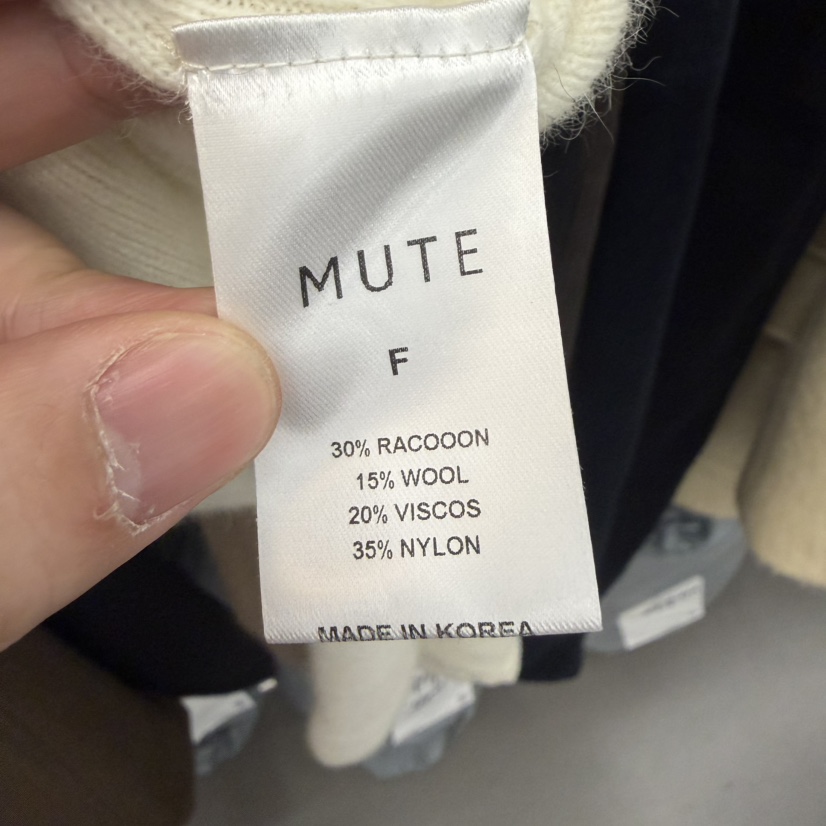 MUTE
F
30% RACOOON
15% WOOL
20% VISCOS
35% NYLON
MADE IN KOREA